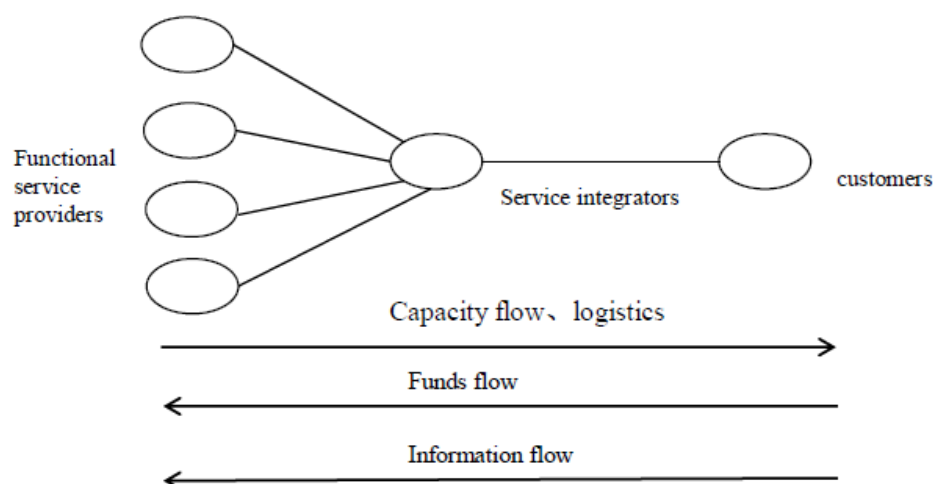 Functional
service
providers
Service integrators
customers
Capacity flow、logistics
Funds flow
Information flow